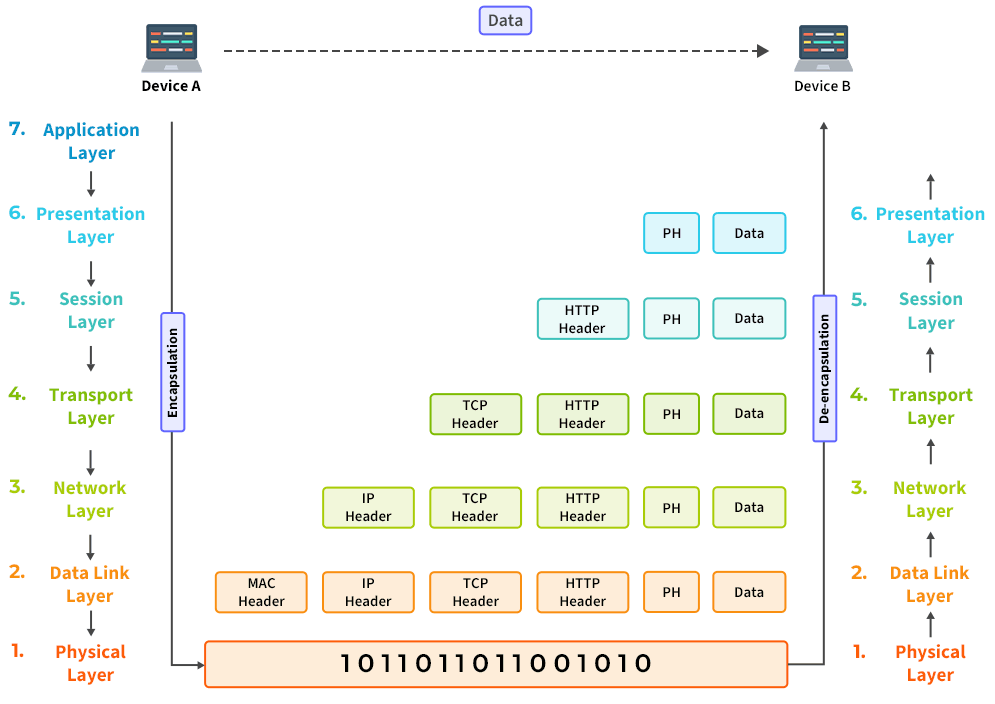 Data
Device A
Device B
7. Application
Layer
6. Presentation
Layer
PH
Data
6. Presentation
Layer
5. Session
Layer
HTTP
Header
PH
Data
5. Session
Layer
Encapsulation
De-encapsulation
4. Transport
Layer
TCP
Header
HTTP
Header
PH
Data
4. Transport
Layer
3. Network
Layer
IP
Header
TCP
Header
HTTP
Header
PH
Data
3. Network
Layer
2. Data Link
Layer
MAC
Header
IP
Header
TCP
Header
HTTP
Header
PH
Data
2. Data Link
Layer
1. Physical
Layer
1011011011001010
1. Physical
Layer